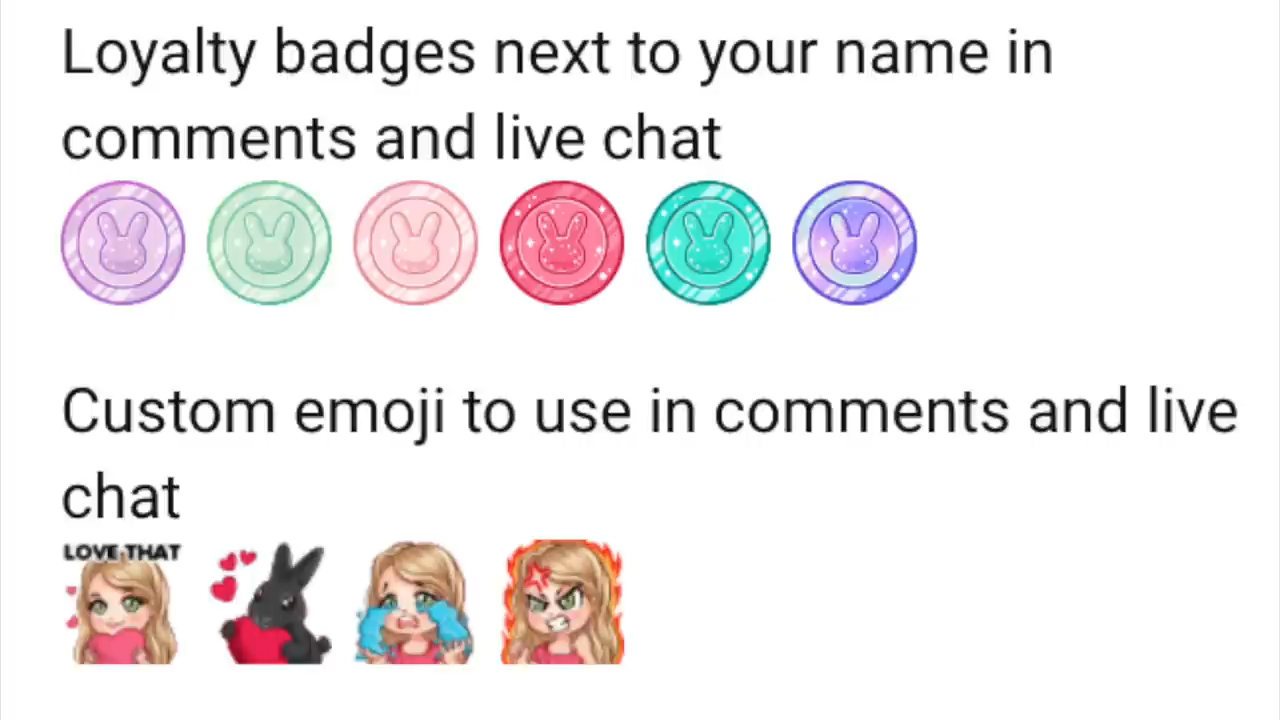 Loyalty badges next to your name in
comments and live chat
Custom emoji to use in comments and live
chat
LOVE THAT